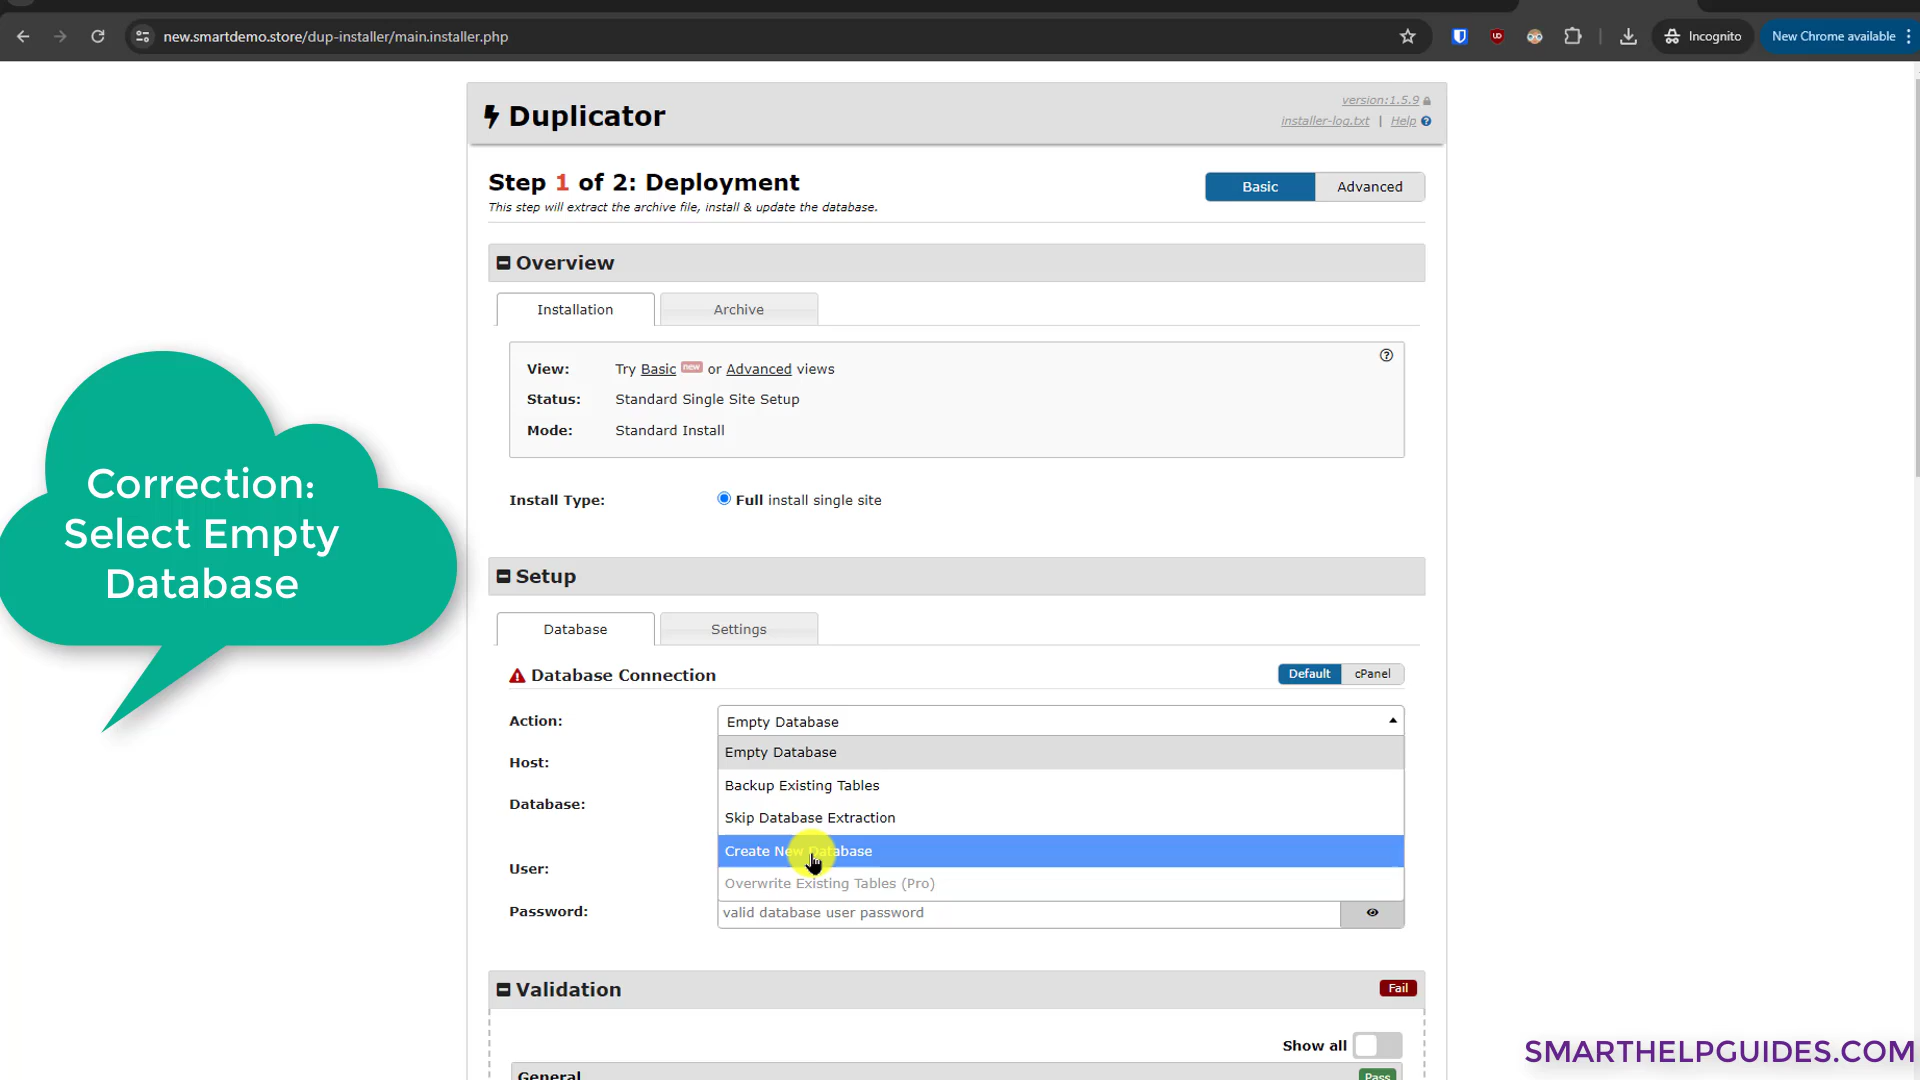 new.smartdemo.store/dup-installer/main.installer.php
Incognito
New Chrome available
Duplicator
version:1.5.9
installer-log.txt | Help
Step 1 of 2: Deployment
This step will extract the archive file, install & update the database.
Basic
Advanced
Overview
Installation
Archive
View: Try Basic new or Advanced views
Status: Standard Single Site Setup
Mode: Standard Install
Install Type: Full install single site
Correction:
Select Empty
Database
Setup
Database
Settings
Database Connection
Default
cPanel
Action: Empty Database
Empty Database
Host:
Backup Existing Tables
Database:
Skip Database Extraction
Create New Database
User:
Overwrite Existing Tables (Pro)
Password: valid database user password
Validation
Fail
Show all
General
Pass
SMARTHELPGUIDES.COM